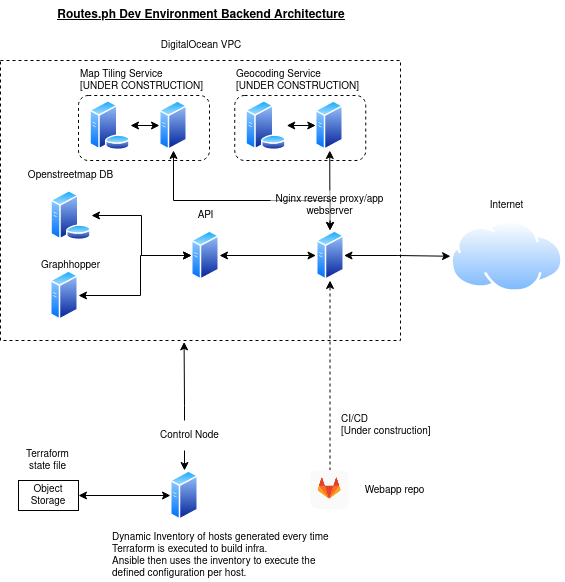 Routes.ph Dev Environment Backend Architecture
DigitalOcean VPC
Map Tiling Service
[UNDER CONSTRUCTION]
Geocoding Service
[UNDER CONSTRUCTION]
Openstreetmap DB
API
Nginx reverse proxy/app
webserver
Internet
Graphhopper
CI/CD
[Under construction]
Control Node
Terraform
state file
Object
Storage
Webapp repo
Dynamic Inventory of hosts generated every time
Terraform is executed to build infra.
Ansible then uses the inventory to execute the
defined configuration per host.